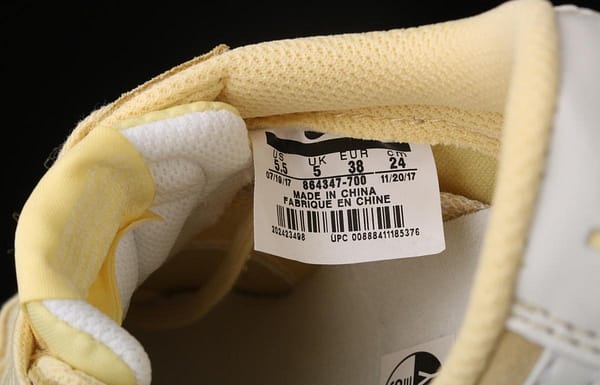 US UK EUR cm
5.5 5 38 24
07/19/17 864347-700 11/20/17
MADE IN CHINA
FABRIQUE EN CHINE
202423498 UPC 00888411185376